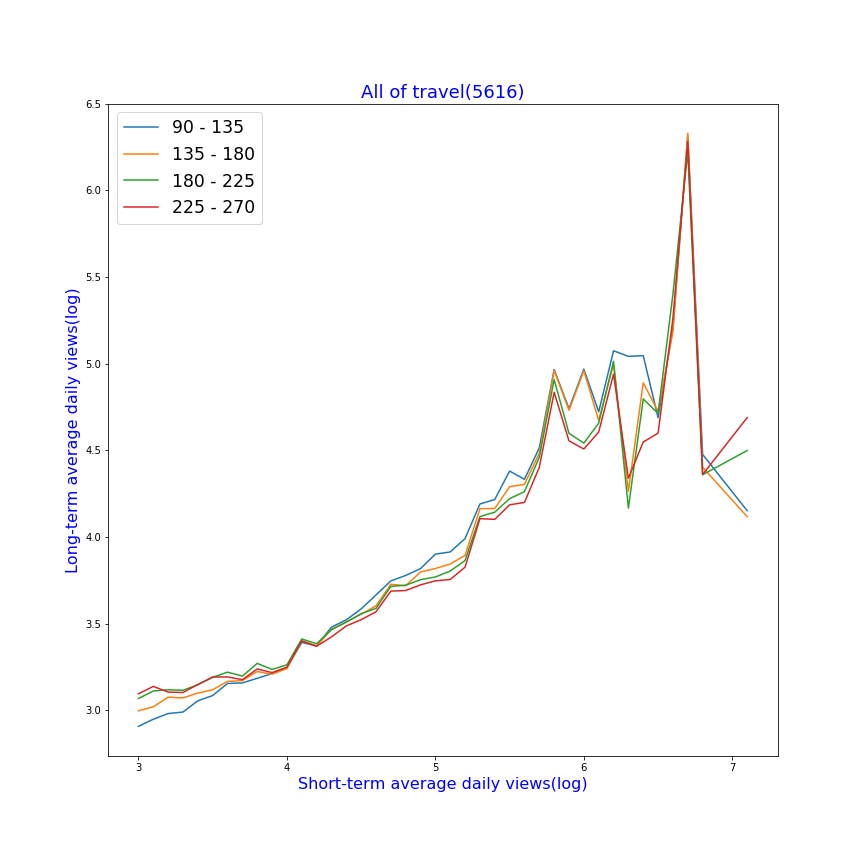 All of travel(5616)
90 - 135
135 - 180
180 - 225
225 - 270
6.5
6.0
5.5
5.0
4.5
4.0
3.5
3.0
Long-term average daily views(log)
3 4 5 6 7
Short-term average daily views(log)